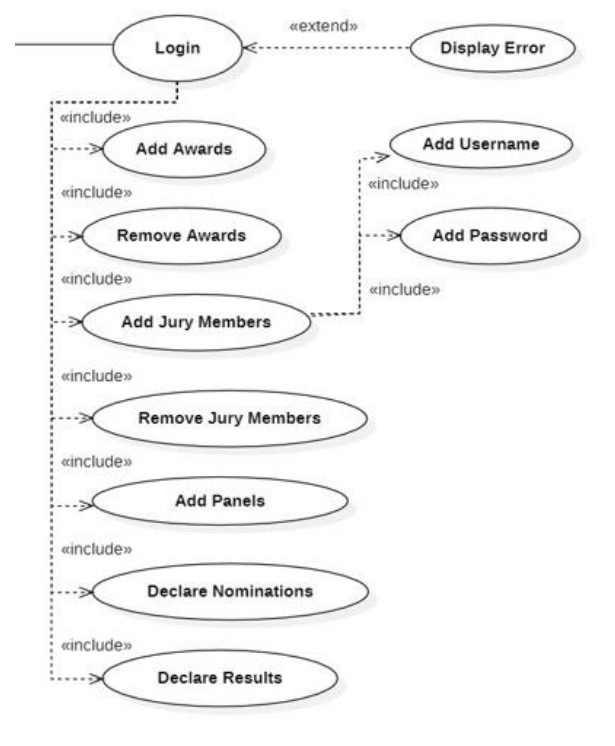 «extend»
Login
Display Error
«include»
Add Awards
Add Username
«include»
«include»
Remove Awards
Add Password
«include»
«include»
Add Jury Members
«include»
Remove Jury Members
«include»
Add Panels
«include»
Declare Nominations
«include»
Declare Results